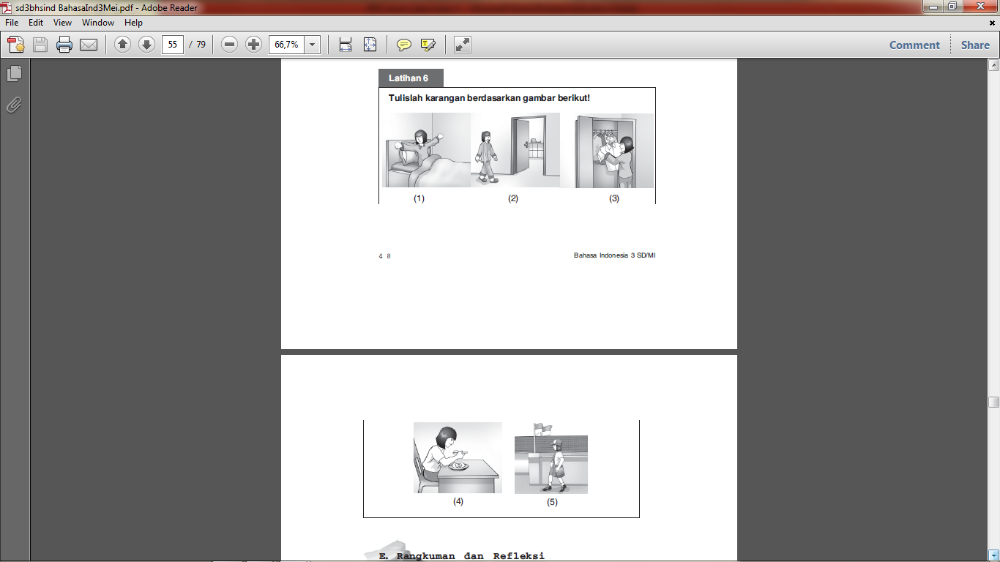 sd3bhsind BahasaInd3Mei.pdf - Adobe Reader
File Edit View Window Help
55 / 79 66,7% Comment Share
Latihan 6
Tulislah karangan berdasarkan gambar berikut!
(1) (2) (3)
4 8 Bahasa Indonesia 3 SD/MI
(4) (5)
E. Rangkuman dan Refleksi